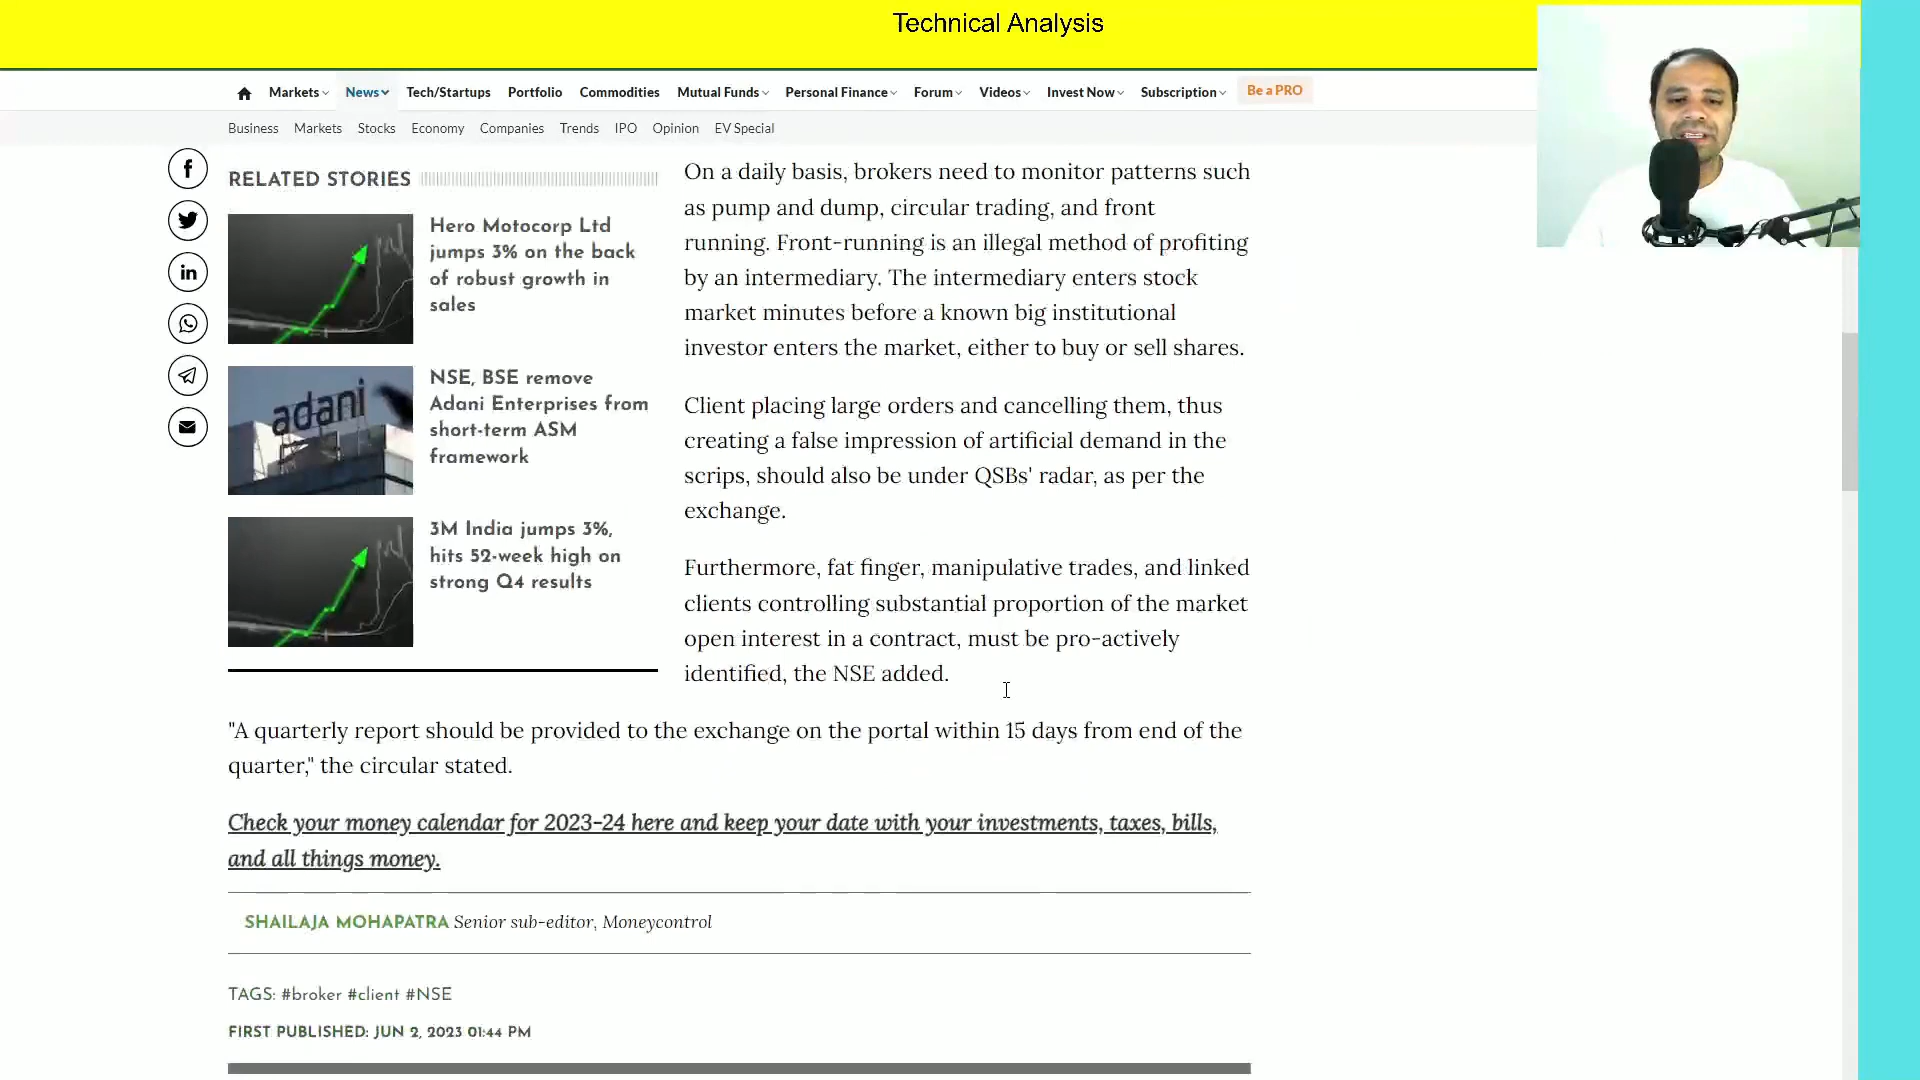 Technical Analysis
Markets News Tech/Startups Portfolio Commodities Mutual Funds Personal Finance Forum Videos Invest Now Subscription Be a PRO
Business Markets Stocks Economy Companies Trends IPO Opinion EV Special
RELATED STORIES
Hero Motocorp Ltd
jumps 3% on the back
of robust growth in
sales
adani
NSE, BSE remove
Adani Enterprises from
short-term ASM
framework
3M India jumps 3%,
hits 52-week high on
strong Q4 results
On a daily basis, brokers need to monitor patterns such
as pump and dump, circular trading, and front
running. Front-running is an illegal method of profiting
by an intermediary. The intermediary enters stock
market minutes before a known big institutional
investor enters the market, either to buy or sell shares.
Client placing large orders and cancelling them, thus
creating a false impression of artificial demand in the
scrips, should also be under QSBs' radar, as per the
exchange.
Furthermore, fat finger, manipulative trades, and linked
clients controlling substantial proportion of the market
open interest in a contract, must be pro-actively
identified, the NSE added.
"A quarterly report should be provided to the exchange on the portal within 15 days from end of the
quarter," the circular stated.
Check your money calendar for 2023-24 here and keep your date with your investments, taxes, bills,
and all things money.
SHAILAJA MOHAPATRA Senior sub-editor, Moneycontrol
TAGS: #broker #client #NSE
FIRST PUBLISHED: JUN 2, 2023 01:44 PM